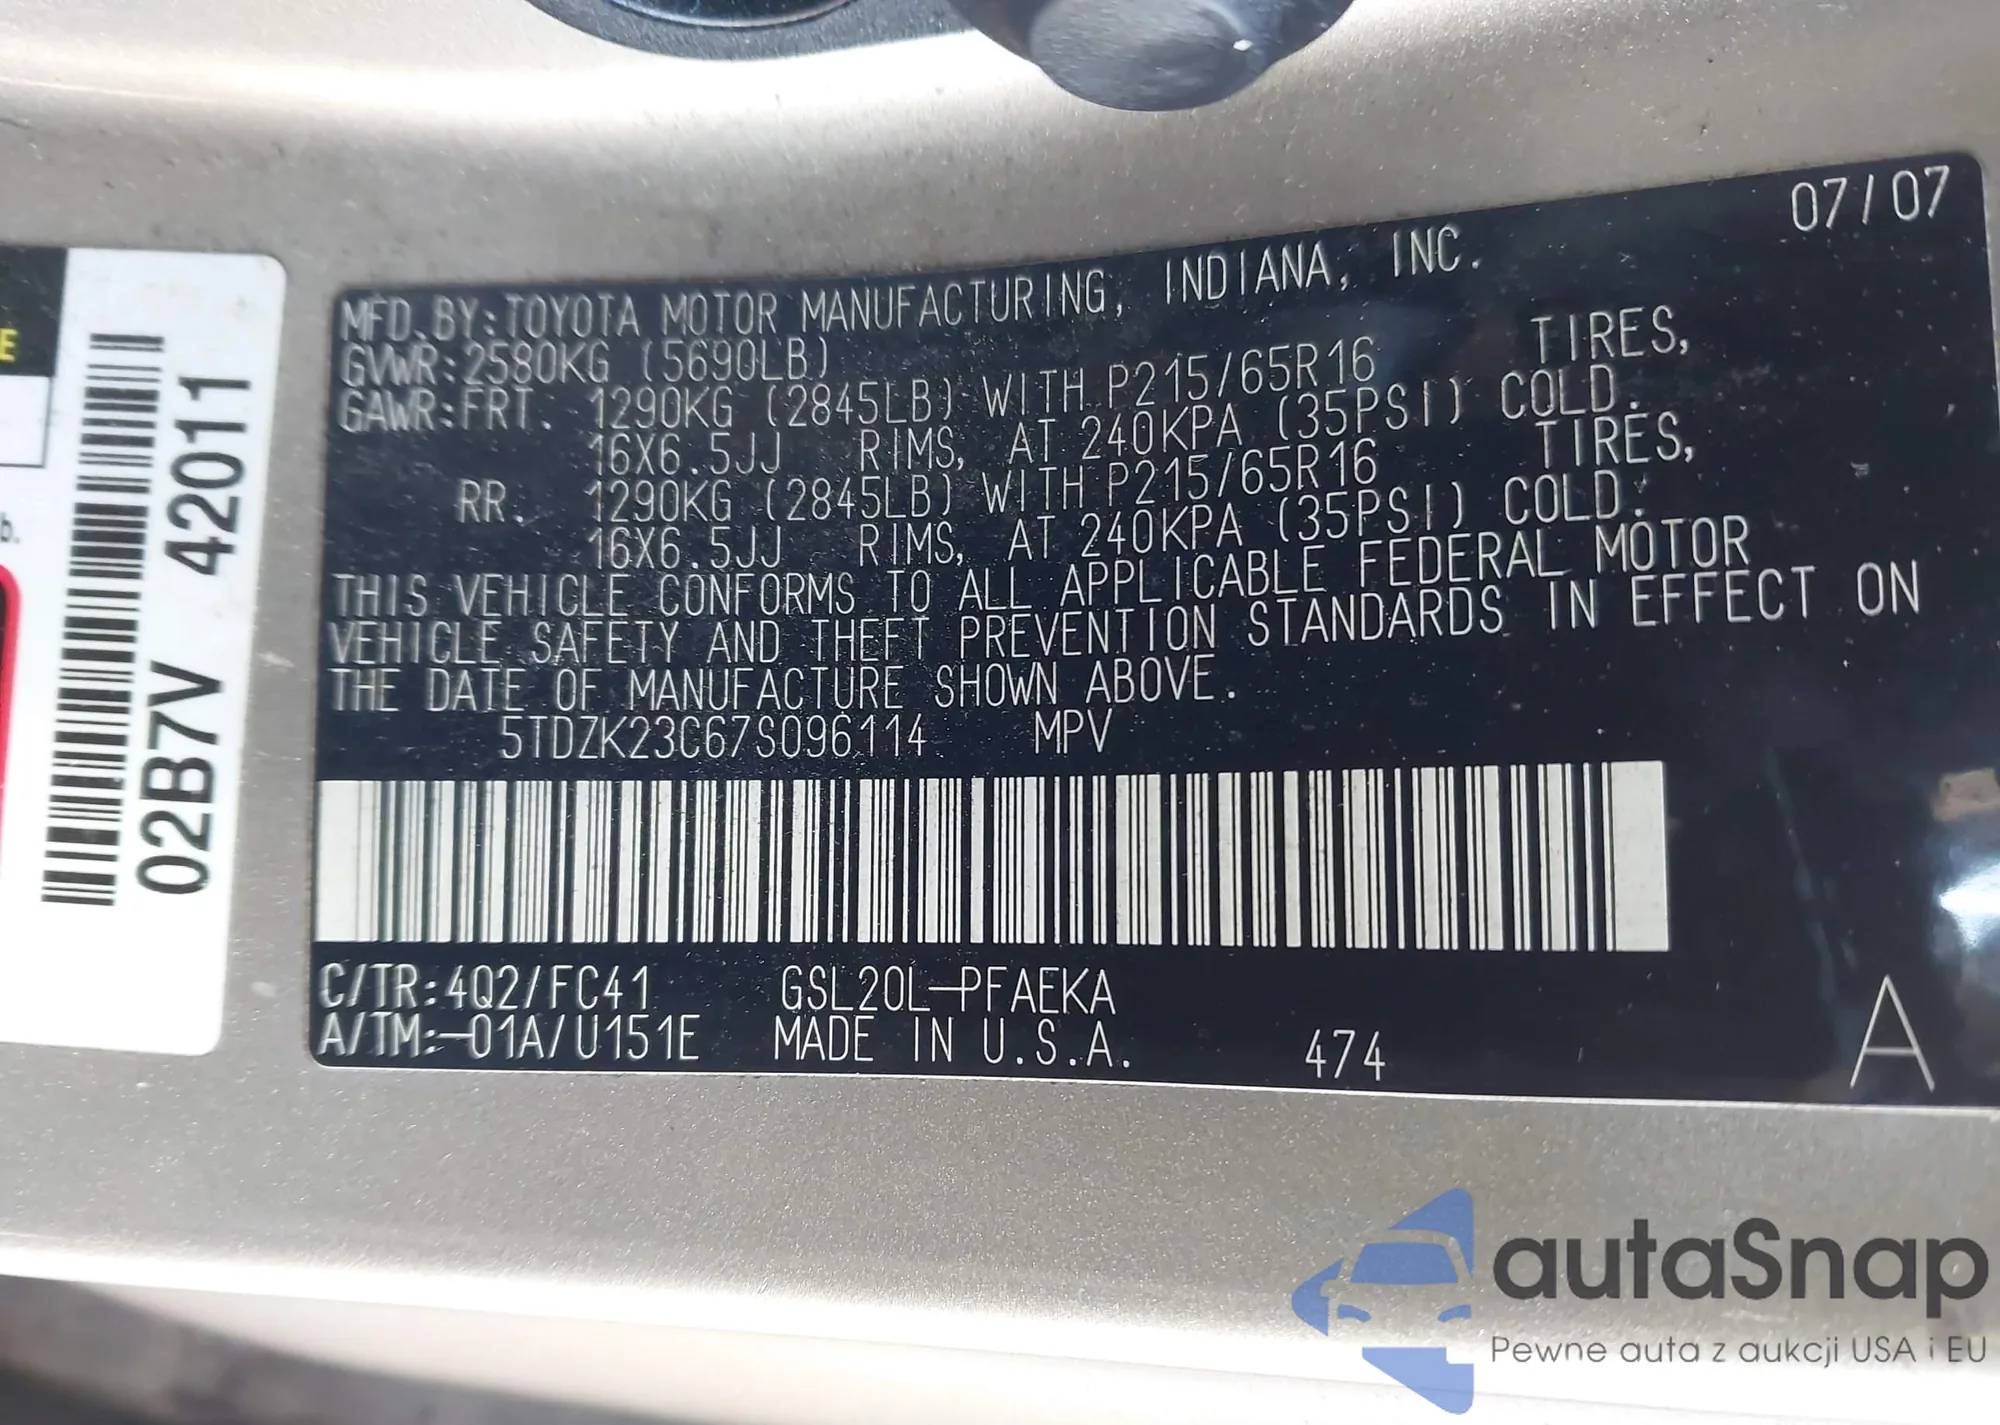 07/07
MFD.BY:TOYOTA MOTOR MANUFACTURING, INDIANA, INC.
GVWR:2580KG (5690LB)
GAWR:FRT. 1290KG (2845LB) WITH P215/65R16 TIRES,
16X6.5JJ RIMS, AT 240KPA (35PSI) COLD.
RR. 1290KG (2845LB) WITH P215/65R16 TIRES,
16X6.5JJ RIMS, AT 240KPA (35PSI) COLD.
THIS VEHICLE CONFORMS TO ALL APPLICABLE FEDERAL MOTOR
VEHICLE SAFETY AND THEFT PREVENTION STANDARDS IN EFFECT ON
THE DATE OF MANUFACTURE SHOWN ABOVE.
5TDZK23C67S096114 MPV
C/TR:4Q2/FC41 GSL20L-PFAEKA
A/TM:-01A/U151E MADE IN U.S.A. 474 A
02B7V 42011
E
b.
autaSnap
Pewne auta z aukcji USA i EU